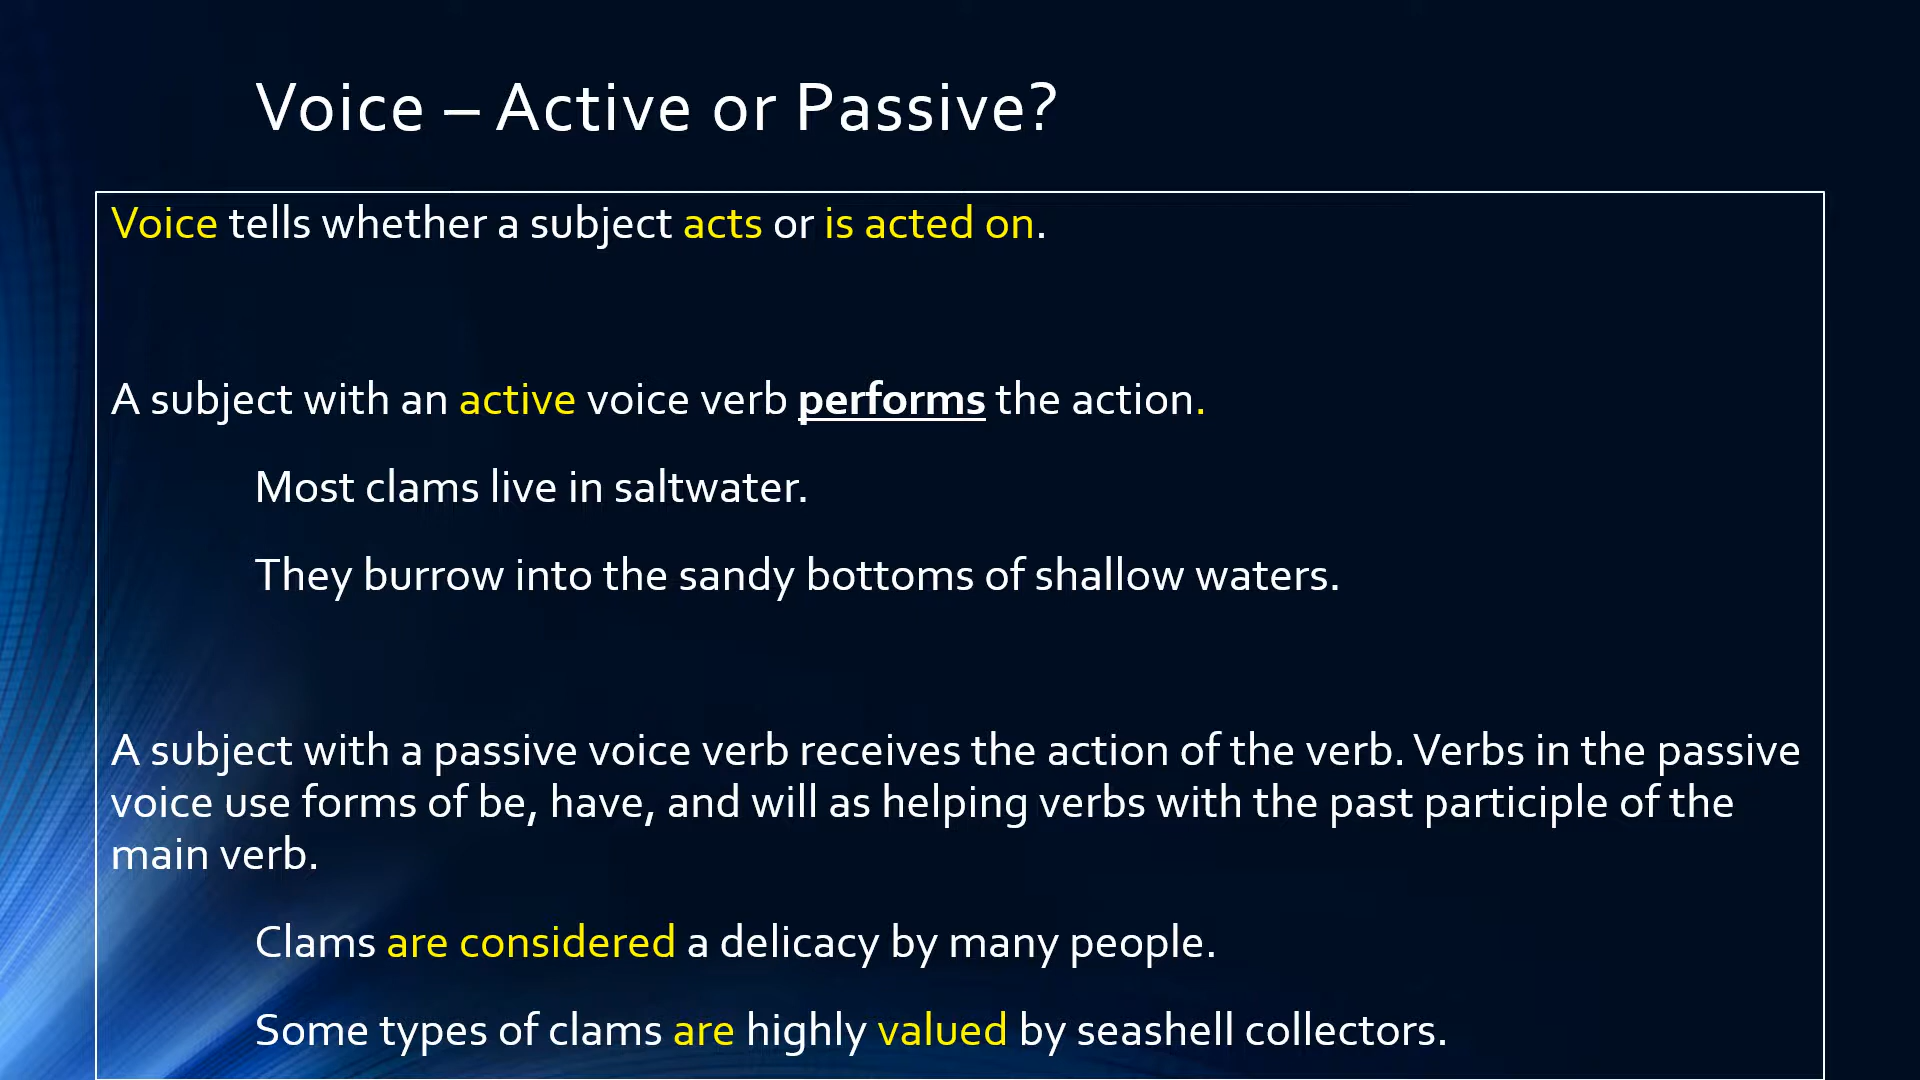 Voice – Active or Passive?
Voice tells whether a subject acts or is acted on.
A subject with an active voice verb performs the action.
Most clams live in saltwater.
They burrow into the sandy bottoms of shallow waters.
A subject with a passive voice verb receives the action of the verb. Verbs in the passive
voice use forms of be, have, and will as helping verbs with the past participle of the
main verb.
Clams are considered a delicacy by many people.
Some types of clams are highly valued by seashell collectors.